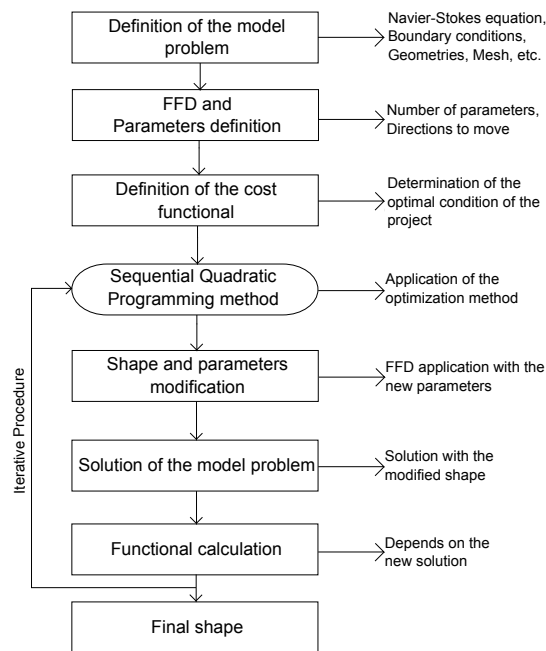 Definition of the model
problem
Navier-Stokes equation,
Boundary conditions,
Geometries, Mesh, etc.
FFD and
Parameters definition
Number of parameters,
Directions to move
Definition of the cost
functional
Determination of the
optimal condition of the
project
Sequential Quadratic
Programming method
Application of the
optimization method
Shape and parameters
modification
FFD application with the
new parameters
Solution of the model problem
Solution with the
modified shape
Functional calculation
Depends on the
new solution
Final shape
Iterative Procedure